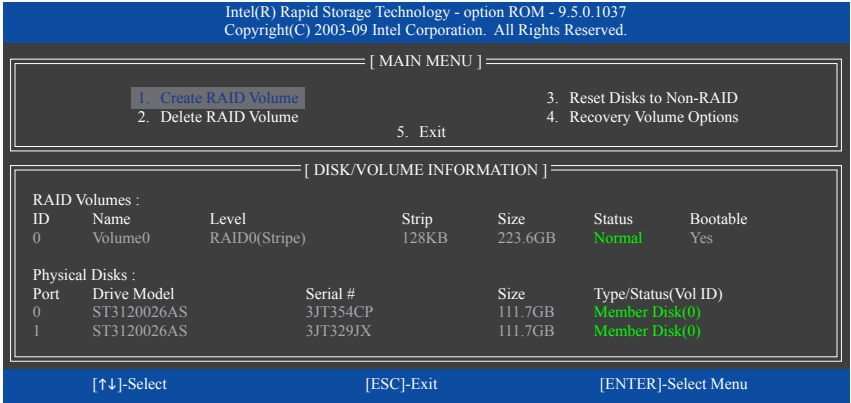 Intel(R) Rapid Storage Technology - option ROM - 9.5.0.1037
Copyright(C) 2003-09 Intel Corporation.  All Rights Reserved.
[ MAIN MENU ]
1. Create RAID Volume 3. Reset Disks to Non-RAID
2. Delete RAID Volume 4. Recovery Volume Options
5. Exit
[ DISK/VOLUME INFORMATION ]
RAID Volumes :
ID Name Level Strip Size Status Bootable
0 Volume0 RAID0(Stripe) 128KB 223.6GB Normal Yes
Physical Disks :
Port Drive Model Serial # Size Type/Status(Vol ID)
0 ST3120026AS 3JT354CP 111.7GB Member Disk(0)
1 ST3120026AS 3JT329JX 111.7GB Member Disk(0)
[↑↓]-Select [ESC]-Exit [ENTER]-Select Menu